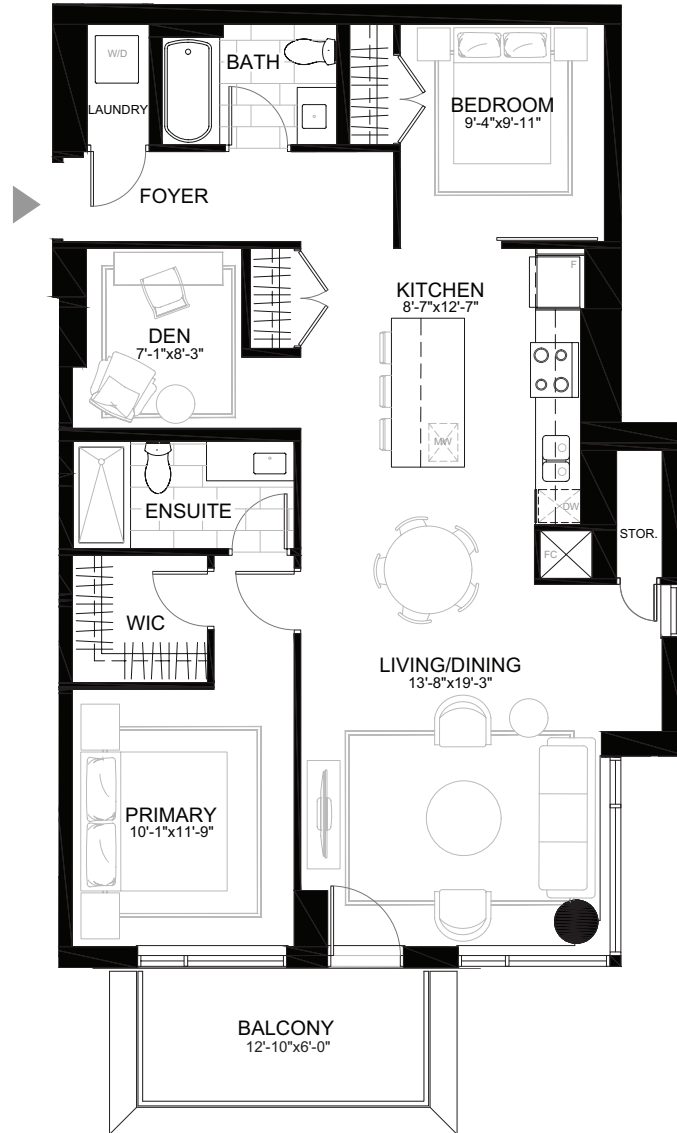 W/D
BATH
LAUNDRY
BEDROOM
9'-4"x9'-11"
FOYER
F
KITCHEN
8'-7"x12'-7"
DEN
7'-1"x8'-3"
MW
ENSUITE
DW
STOR.
FC
WIC
LIVING/DINING
13'-8"x19'-3"
PRIMARY
10'-1"x11'-9"
BALCONY
12'-10"x6'-0"